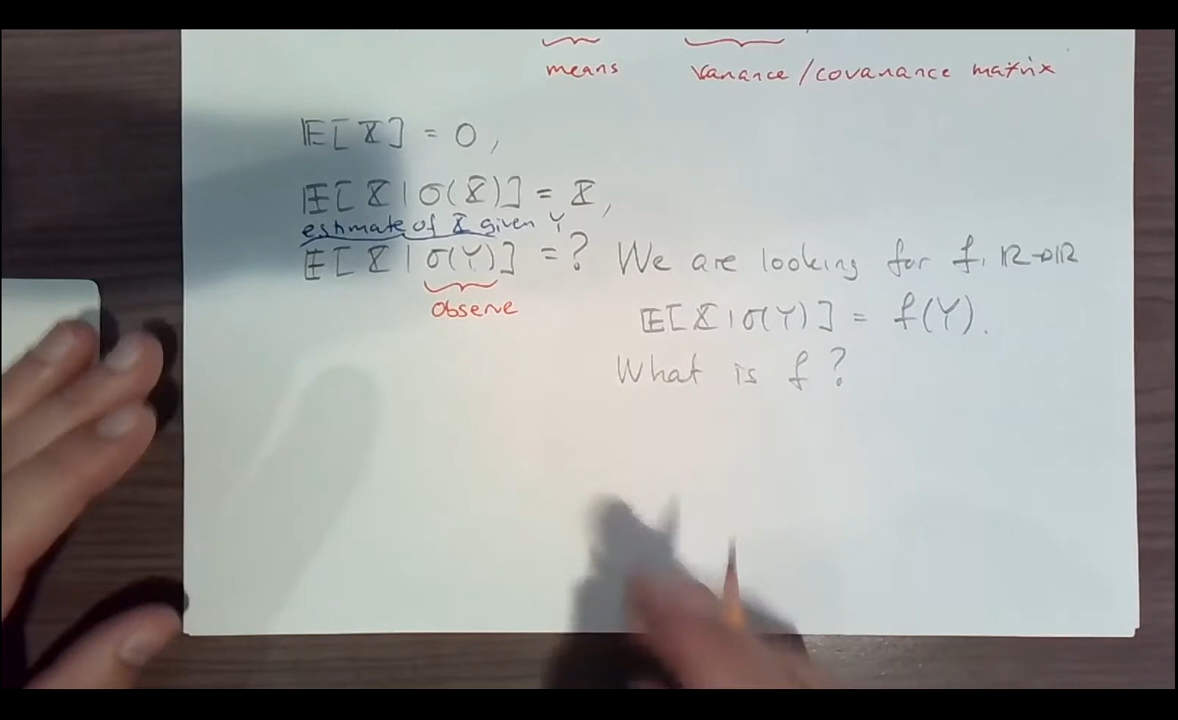 means variance/covariance matrix
E[X] = 0,
E[X | σ(X)] = X,
estimate of X given Y
E[X | σ(Y)] = ? We are looking for f: ℝ→ℝ
observe E[X | σ(Y)] = f(Y).
What is f?